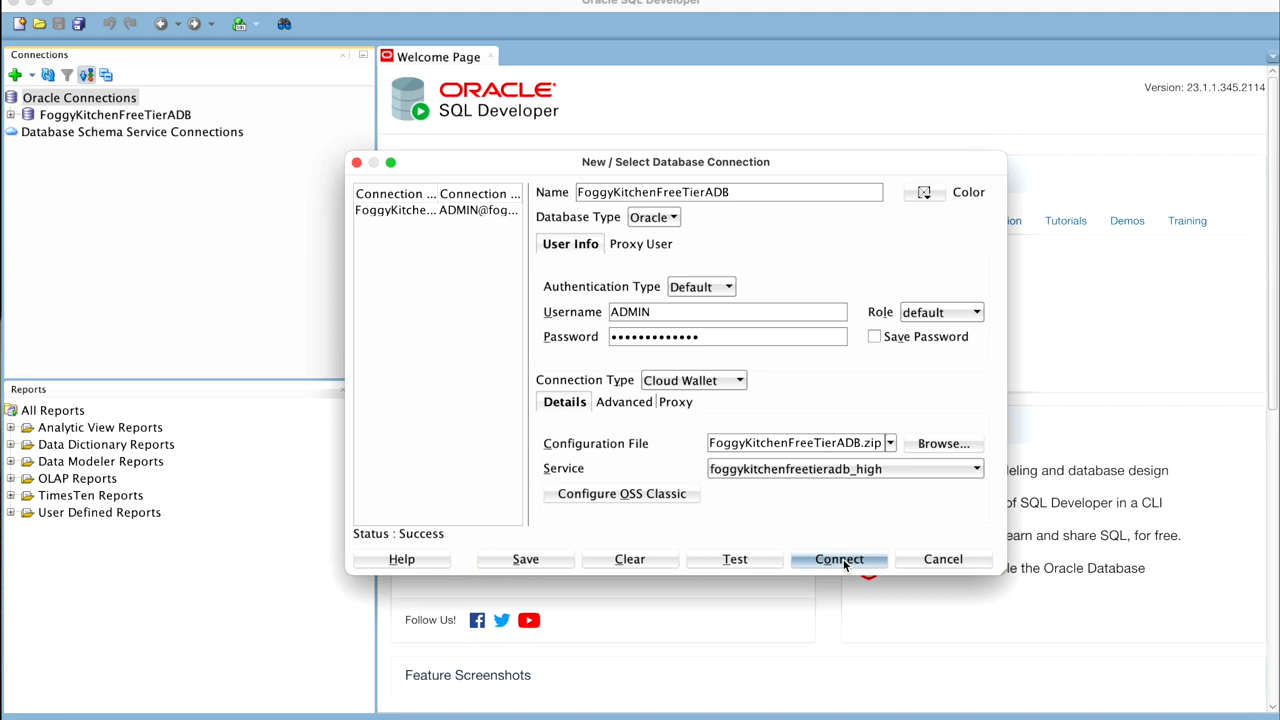 Oracle SQL Developer
Connections
Welcome Page
Oracle Connections
FoggyKitchenFreeTierADB
Database Schema Service Connections
ORACLE
SQL Developer
Version: 23.1.1.345.2114
New / Select Database Connection
Connection ... Connection ...
FoggyKitche... ADMIN@fog...
Name FoggyKitchenFreeTierADB Color
Database Type Oracle
User Info Proxy User
Authentication Type Default
Username ADMIN Role default
Password ••••••••••••• Save Password
Connection Type Cloud Wallet
Details Advanced Proxy
Configuration File FoggyKitchenFreeTierADB.zip Browse...
Service foggykitchenfreetieradb_high
Configure OSS Classic
Status : Success
Help Save Clear Test Connect Cancel
Tutorials Demos Training
Reports
All Reports
Analytic View Reports
Data Dictionary Reports
Data Modeler Reports
OLAP Reports
TimesTen Reports
User Defined Reports
and database design
of SQL Developer in a CLI
and share SQL, for free.
the Oracle Database
Follow Us!
Feature Screenshots